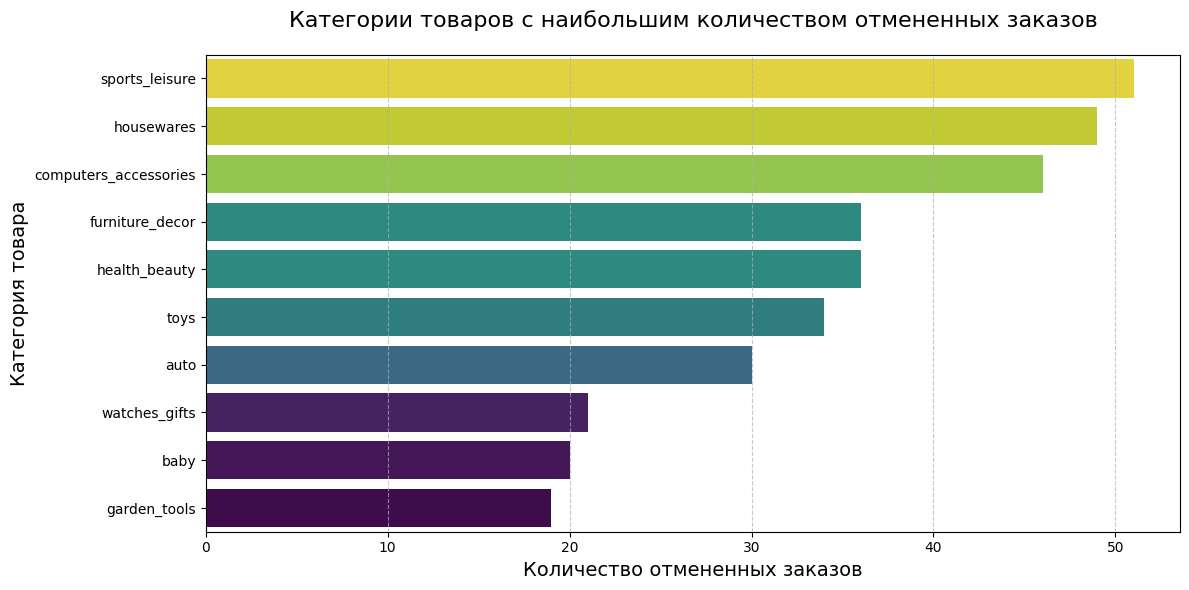 Категории товаров с наибольшим количеством отмененных заказов
Категория товара
sports_leisure
housewares
computers_accessories
furniture_decor
health_beauty
toys
auto
watches_gifts
baby
garden_tools
0 10 20 30 40 50
Количество отмененных заказов